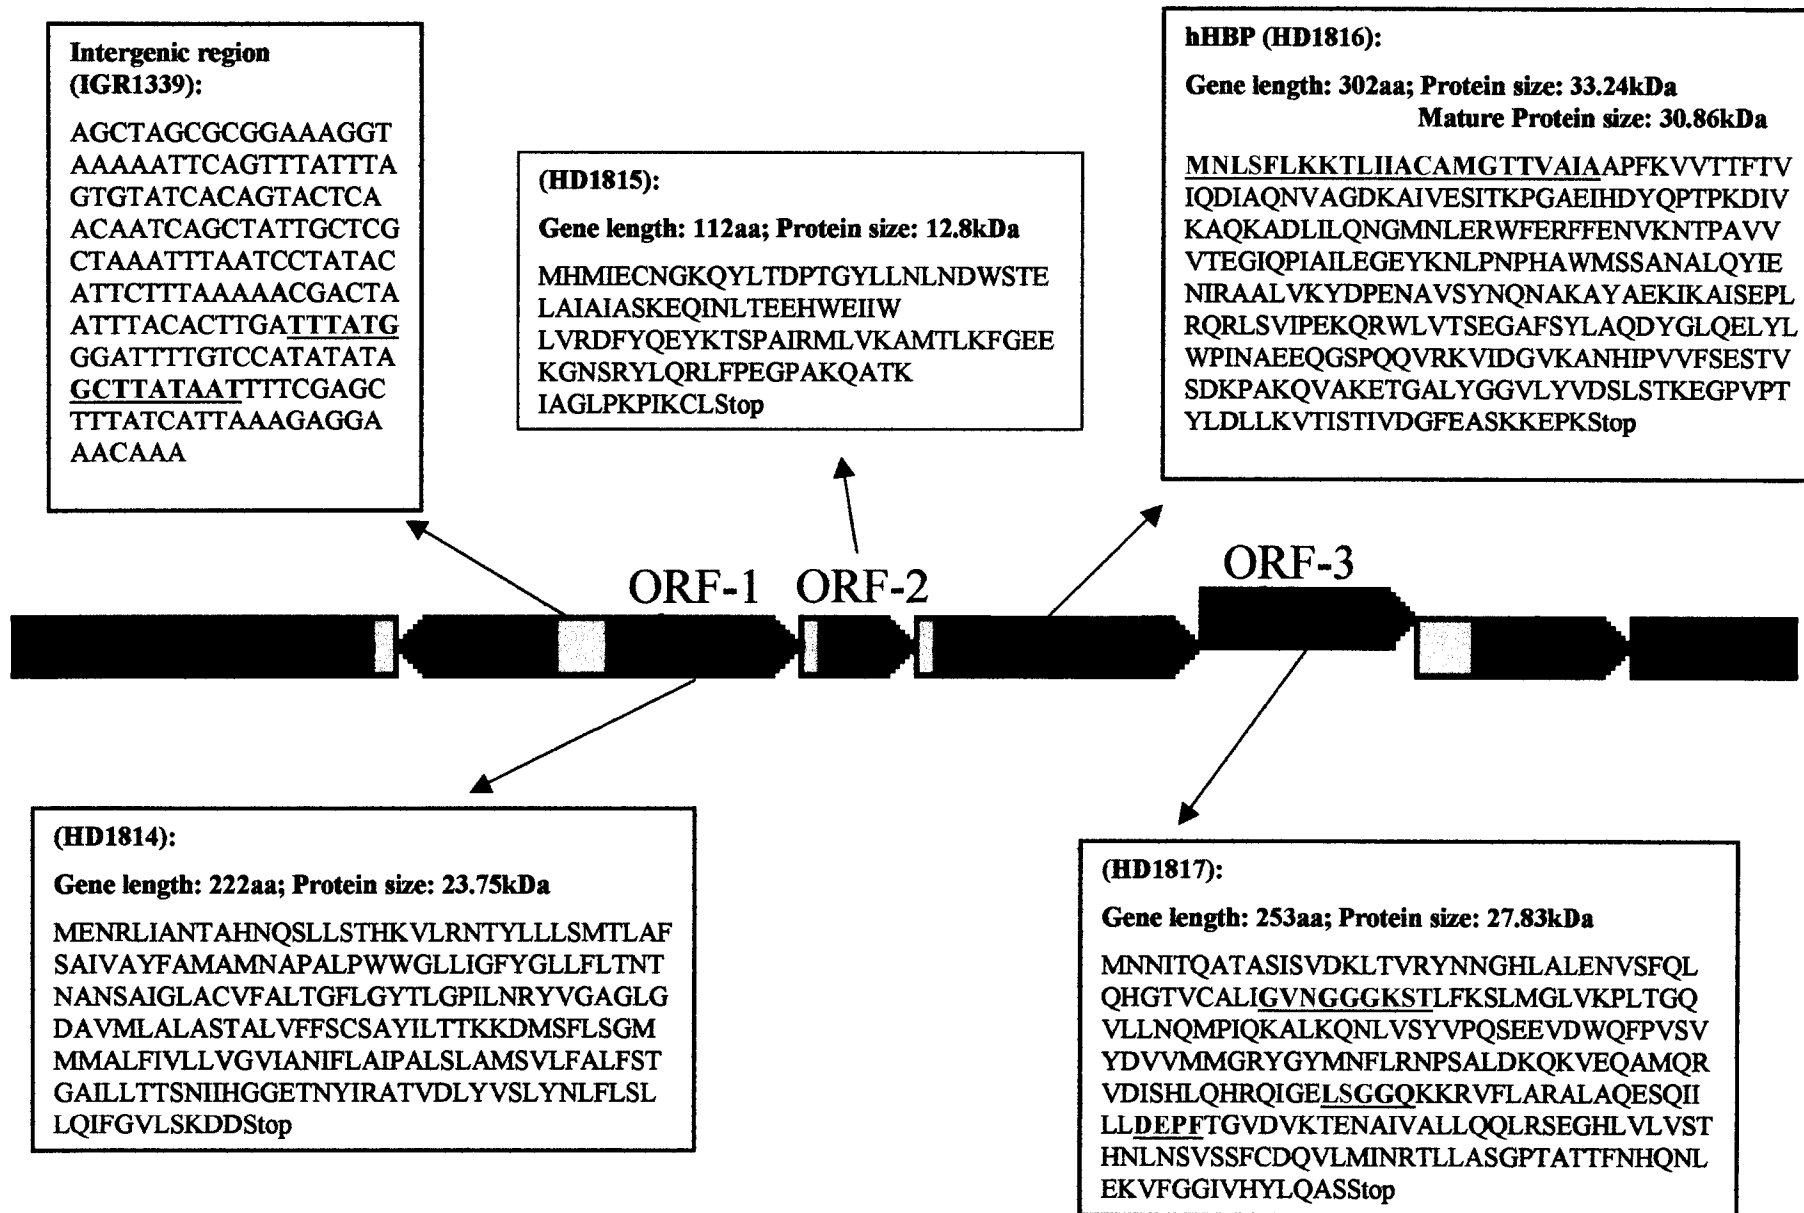 Intergenic region
(IGR1339):
AGCTAGCGCGGAAAGGT
AAAAATTCAGTTTATTTA
GTGTATCACAGTACTCA
ACAATCAGCTATTGCTCG
CTAAATTTAATCCTATAC
ATTCTTTAAAAACGACTA
ATTTACACTTGATTTATG
GGATTTTGTCCATATATA
GCTTATAATTTTCGAGC
TTTATCATTAAAGAGGA
AACAAA
(HD1815):
Gene length: 112aa; Protein size: 12.8kDa
MHMIECNGKQYLTDPTGYLLNLNDWSTE
LAIAIASKEQINLTEEHWEIIW
LVRDFYQEYKTSPAIRMLVKAMTLKFGEE
KGNSRYLQRLFPEGPAKQATK
IAGLPKPIKCLStop
hHBP (HD1816):
Gene length: 302aa; Protein size: 33.24kDa
Mature Protein size: 30.86kDa
MNLSFLKKTLIIACAMGTTVAIAAPFKVVTTFTV
IQDIAQNVAGDKAIVESITKPGAEIHDYQPTPKDIV
KAQKADLILQNGMNLERWFERFFENVKNTPAVV
VTEGIQPIAILEGEYKNLPNPHAWMSSANALQYIE
NIRAALVKYDPENAVSYNQNAKAYAEKIKAISEPL
RQRLSVIPEKQRWLVTSEGAFSYLAQDYGLQELYL
WPINAEEQGSPQQVRKVIDGVKANHIPVVFSESTV
SDKPAKQVAKETGALYGGVLYVDSLSTKEGPVPT
YLDLLKVTISTIVDGFEASKKEPKStop
ORF-1
ORF-2
ORF-3
(HD1814):
Gene length: 222aa; Protein size: 23.75kDa
MENRLIANTAHNQSLLSTHKVLRNTYLLLSMTLAF
SAIVAYFAMAMNAPALPWWGLLIGFYGLLFLTNT
NANSAIGLACVFALTGFLGYTLGPILNRYVGAGLG
DAVMLALASTALVFFSCSAYILTTKKDMSFLSGM
MMALFIVLLVGVIANIFLAIPALSLAMSVLFALFST
GAILLTTSNIIHGGETNYIRATVDLYVSLYNLFLSL
LQIFGVLSKDDStop
(HD1817):
Gene length: 253aa; Protein size: 27.83kDa
MNNITQATASISVDKLTVRYNNGHLALENVSFQL
QHGTVCALIGVNGGGKSTLFKSLMGLVKPLTGQ
VLLNQMPIQKALKQNLVSYVPQSEEVDWQFPVSV
YDVVMMGRYGYMNFLRNPSALDKQKVEQAMQR
VDISHLQHRQIGELSGGQKKRVFLARALAQESQII
LLDEPFTGVDVKTENAIVALLQQLRSEGHLVLVST
HNLNSVSSFCDQVLMINRTLLASGPTATTFNHQNL
EKVFGGIVHYLQASStop